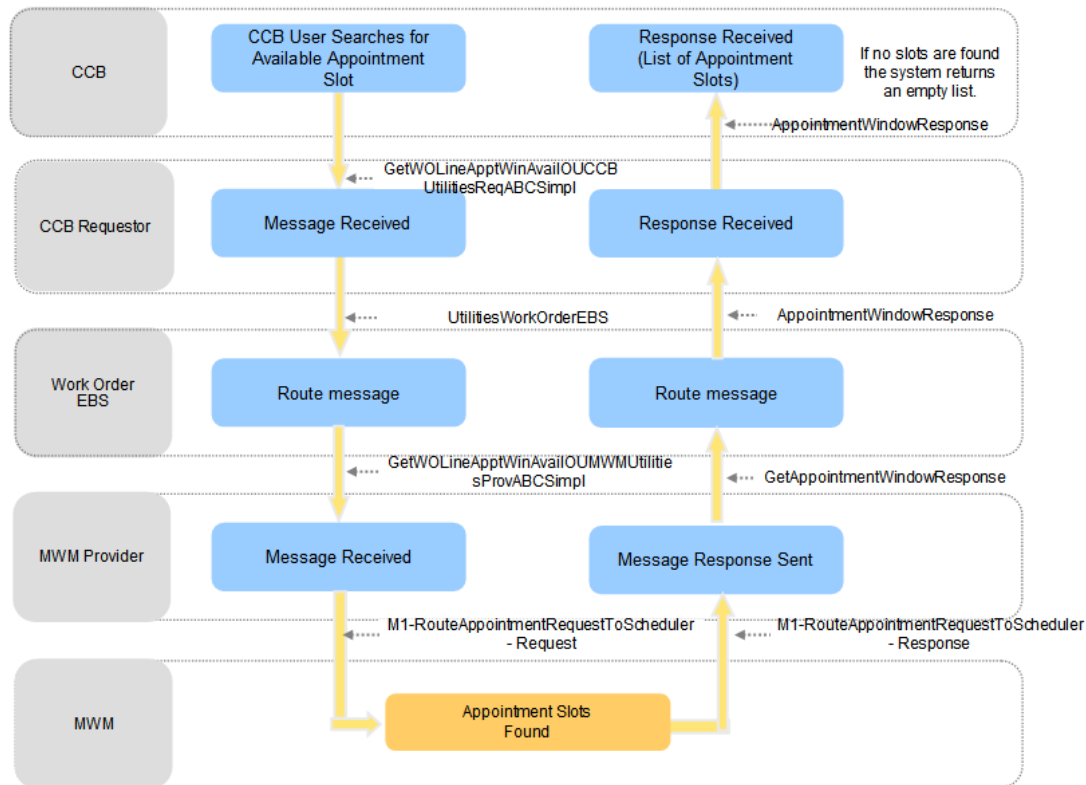 CCB
CCB User Searches for
Available Appointment
Slot
Response Received
(List of Appointment
Slots)
If no slots are found
the system returns
an empty list.
AppointmentWindowResponse
GetWOLineApptWinAvailOUCCB
UtilitiesReqABCSimpl
CCB Requestor
Message Received
Response Received
UtilitiesWorkOrderEBS
AppointmentWindowResponse
Work Order
EBS
Route message
Route message
GetWOLineApptWinAvailOUMWMUtilitie
sProvABCSimpl
GetAppointmentWindowResponse
MWM Provider
Message Received
Message Response Sent
M1-RouteAppointmentRequestToScheduler
- Request
M1-RouteAppointmentRequestToScheduler
- Response
MWM
Appointment Slots
Found